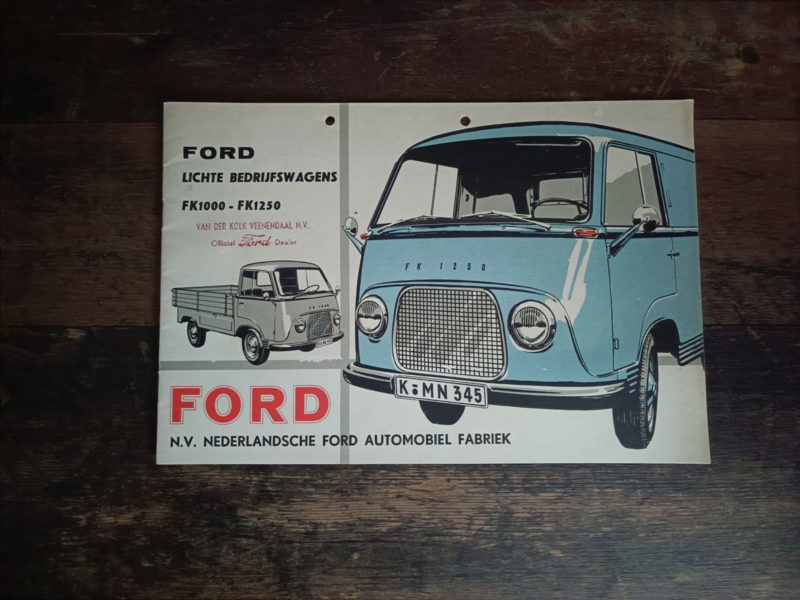 FORD
LICHTE BEDRIJFSWAGENS
FK1000 - FK1250
VAN DER KOLK VEENENDAAL N.V.
Official Ford Dealer
FK 1250
K MN 345
FORD
N.V. NEDERLANDSCHE FORD AUTOMOBIEL FABRIEK